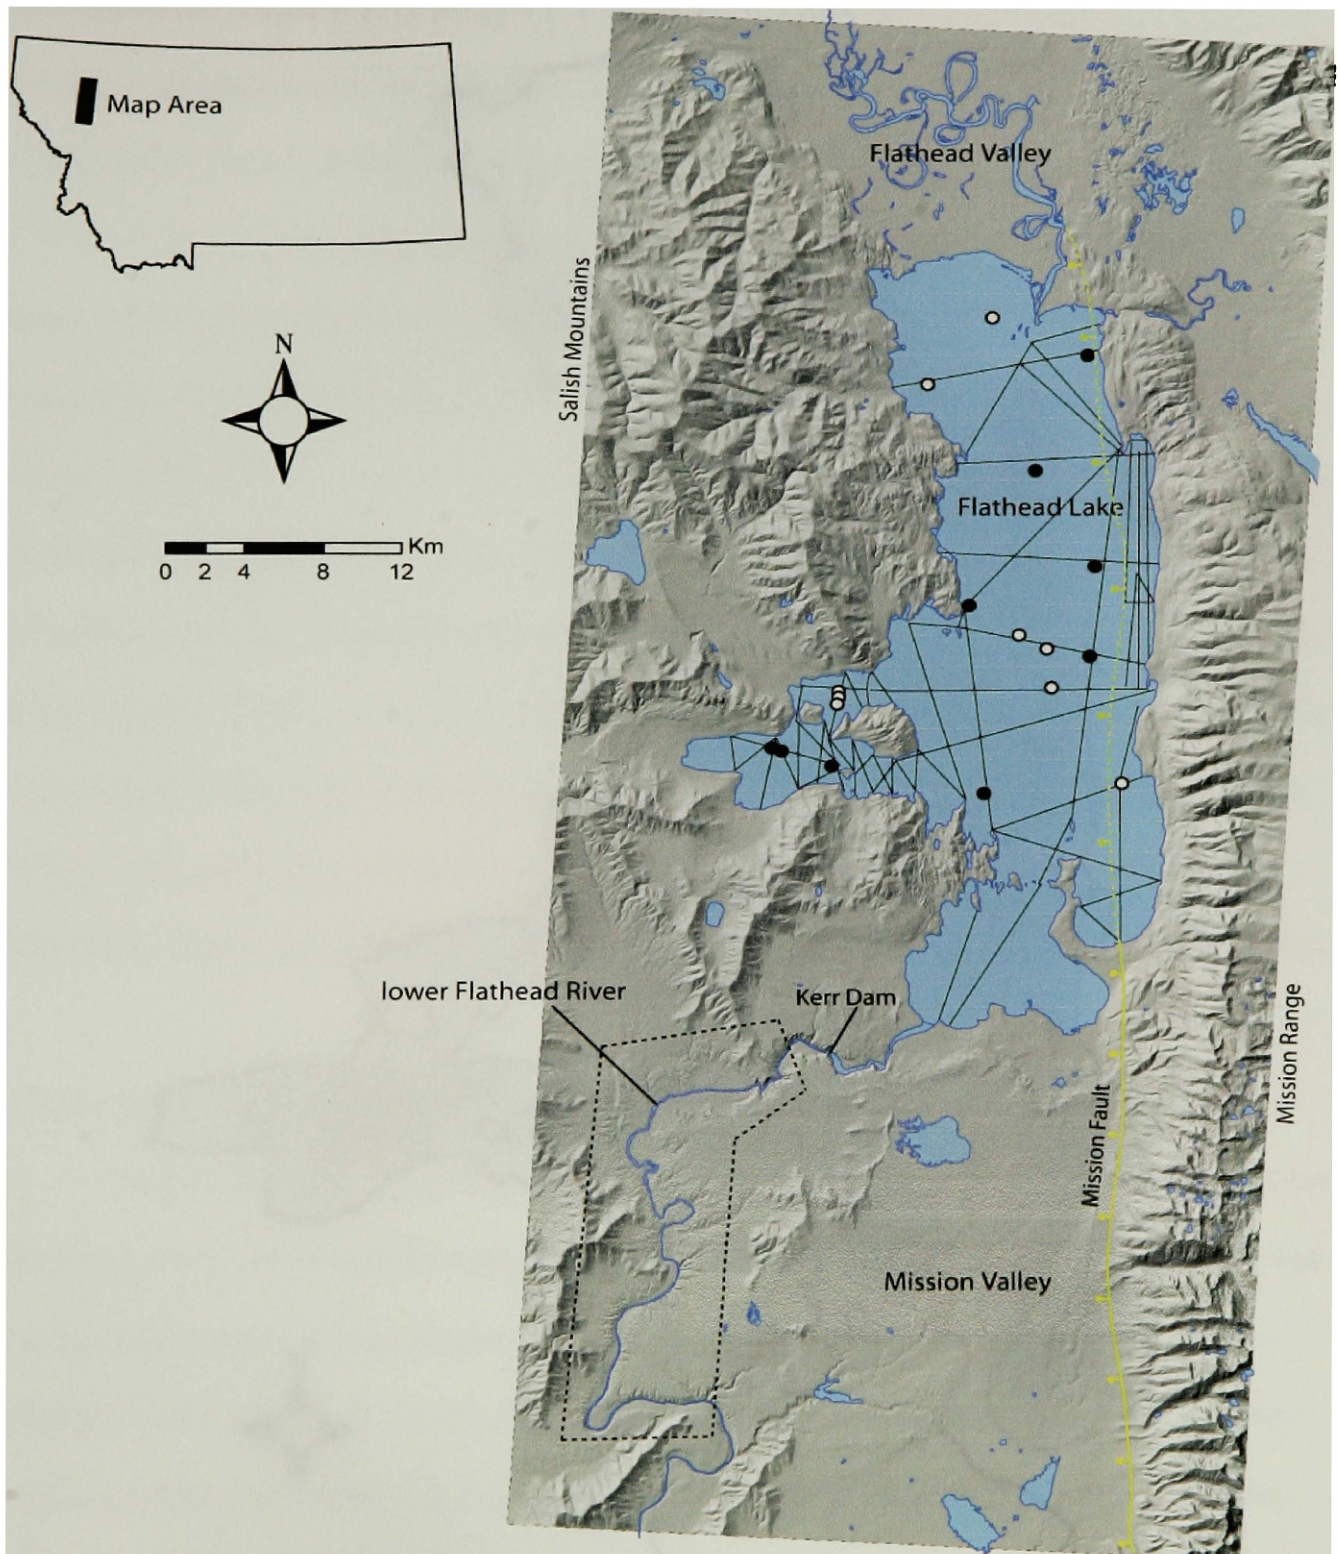 Map Area
Flathead Valley
N
Salish Mountains
Flathead Lake
Km
0 2 4 8 12
lower Flathead River
Kerr Dam
Mission Fault
Mission Range
Mission Valley